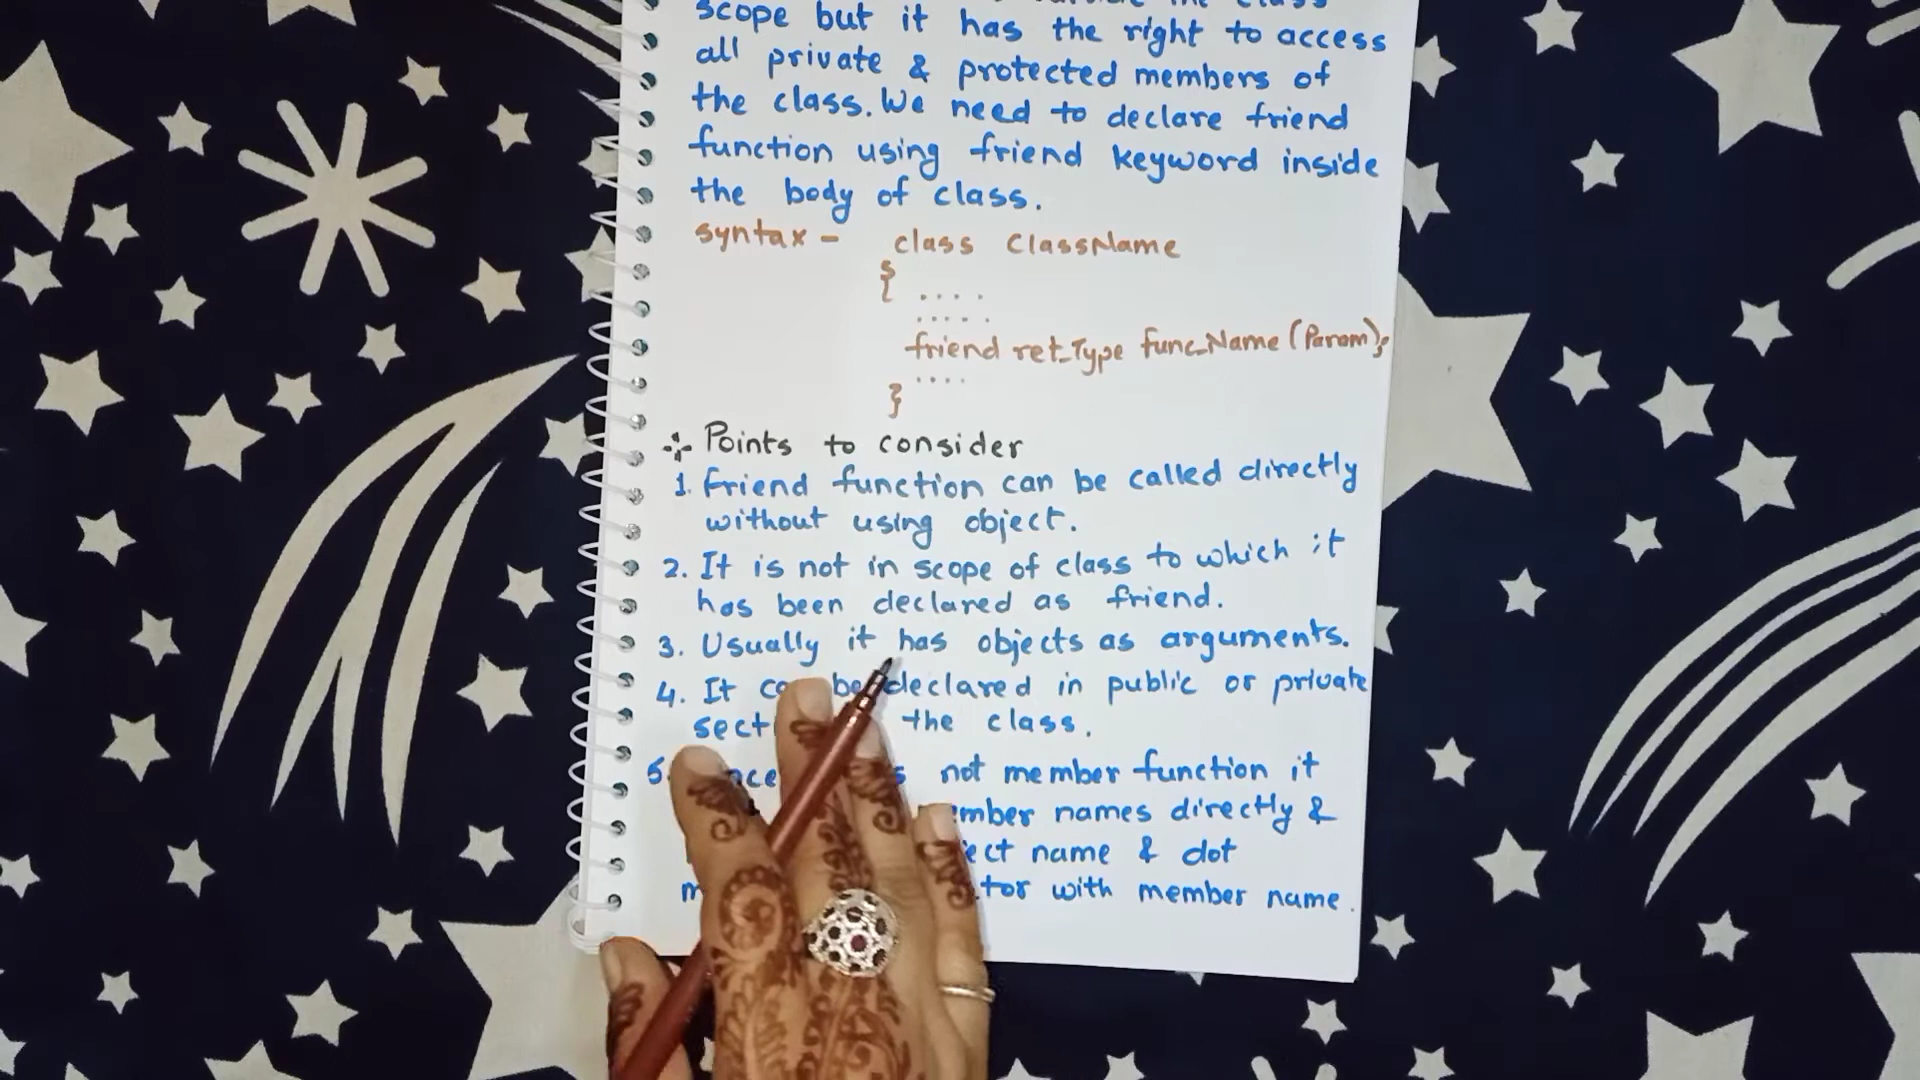 scope but it has the right to access
all private & protected members of
the class. We need to declare friend
function using friend keyword inside
the body of class.
syntax - class ClassName
{ ....
.....
friend ret_Type func_Name (Param);
....
}
Points to consider
1. Friend function can be called directly
without using object.
2. It is not in scope of class to which it
has been declared as friend.
3. Usually it has objects as arguments.
4. It be declared in public or private
the class.
5. not member function it
names directly &
name & dot
with member name.